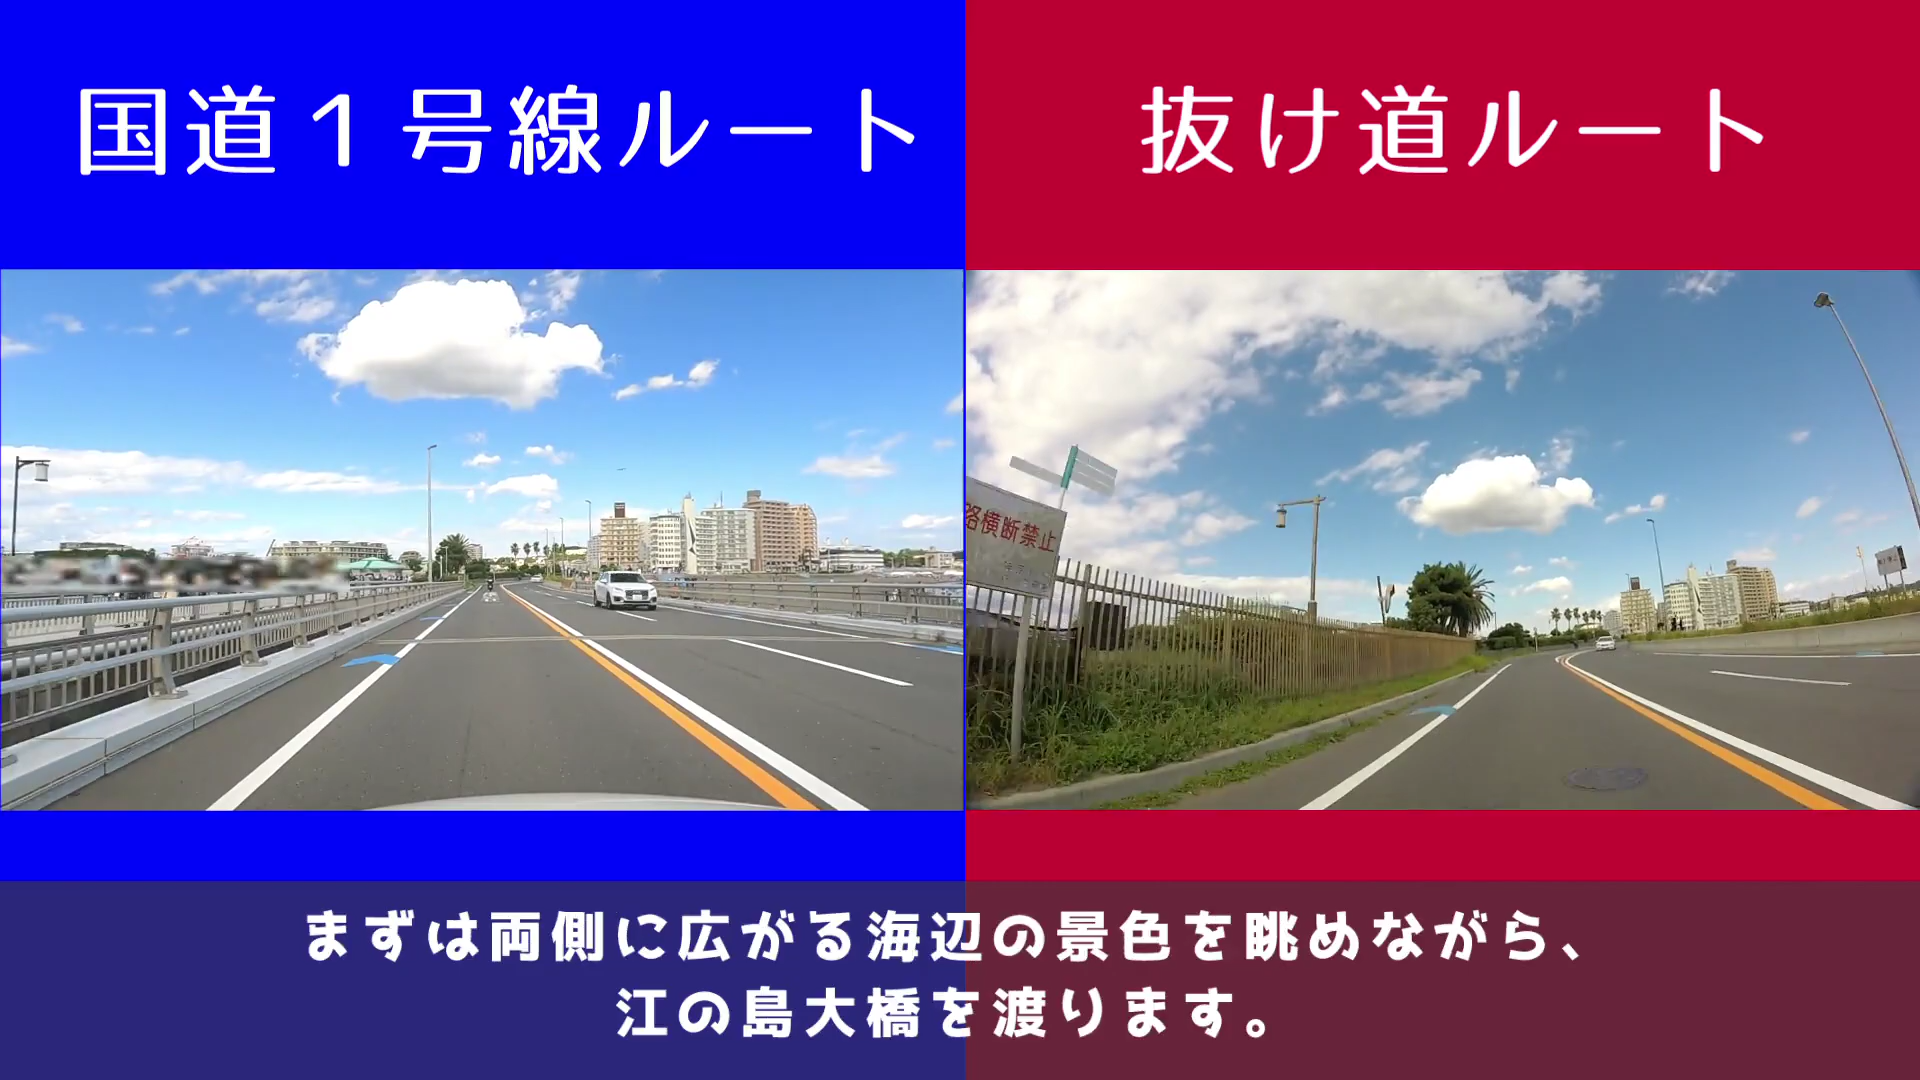 国道１号線ルート
抜け道ルート
路横断禁止
まずは両側に広がる海辺の景色を眺めながら、
江の島大橋を渡ります。